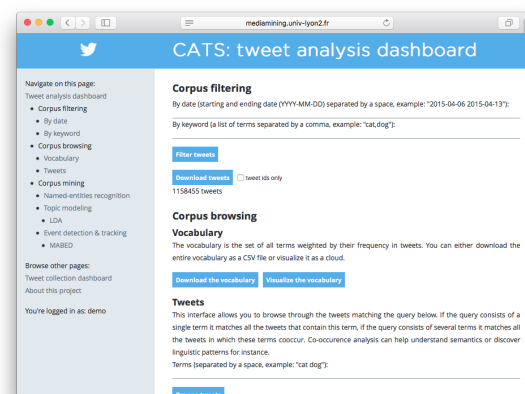 mediamining.univ-lyon2.fr
CATS: tweet analysis dashboard
Navigate on this page:
Tweet analysis dashboard
Corpus filtering
By date
By keyword
Corpus browsing
Vocabulary
Tweets
Corpus mining
Named-entities recognition
Topic modeling
LDA
Event detection & tracking
MABED
Browse other pages:
Tweet collection dashboard
About this project
You're logged in as: demo
Corpus filtering
By date (starting and ending date (YYYY-MM-DD) separated by a space, example: "2015-04-06 2015-04-13"):
By keyword (a list of terms separated by a comma, example: "cat,dog"):
Filter tweets
Download tweets tweet ids only
1158455 tweets
Corpus browsing
Vocabulary
The vocabulary is the set of all terms weighted by their frequency in tweets. You can either download the
entire vocabulary as a CSV file or visualize it as a cloud.
Download the vocabulary Visualize the vocabulary
Tweets
This interface allows you to browse through the tweets matching the query below. If the query consists of a
single term it matches all the tweets that contain this term, if the query consists of several terms it matches all
the tweets in which these terms cooccur. Co-occurence analysis can help understand semantics or discover
linguistic patterns for instance.
Terms (separated by a space, example: "cat dog"):